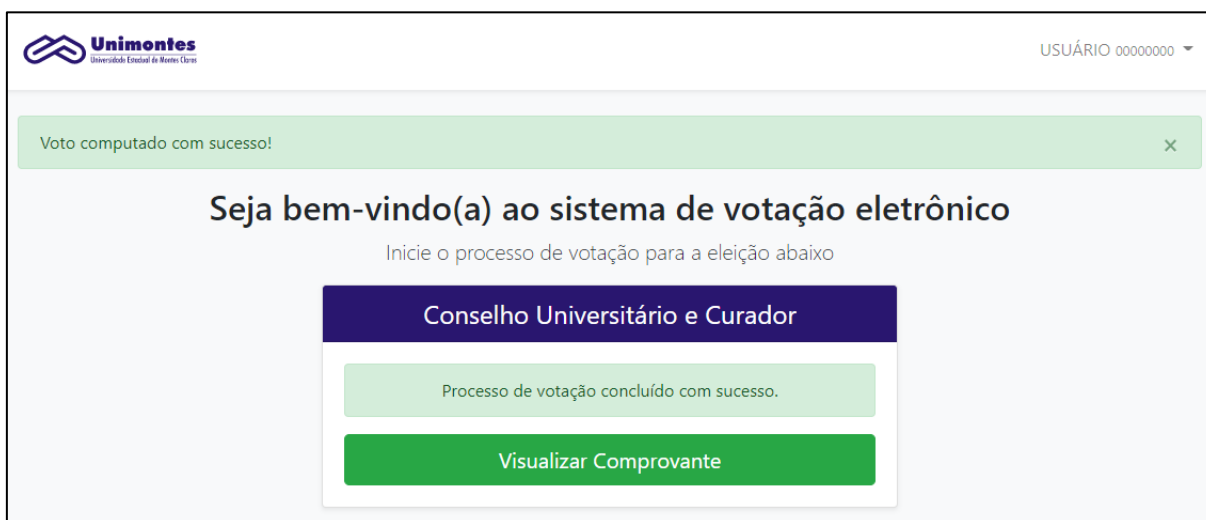 Unimontes
Universidade Estadual de Montes Claros
USUÁRIO 00000000
Voto computado com sucesso!
×
Seja bem-vindo(a) ao sistema de votação eletrônico
Inicie o processo de votação para a eleição abaixo
Conselho Universitário e Curador
Processo de votação concluído com sucesso.
Visualizar Comprovante